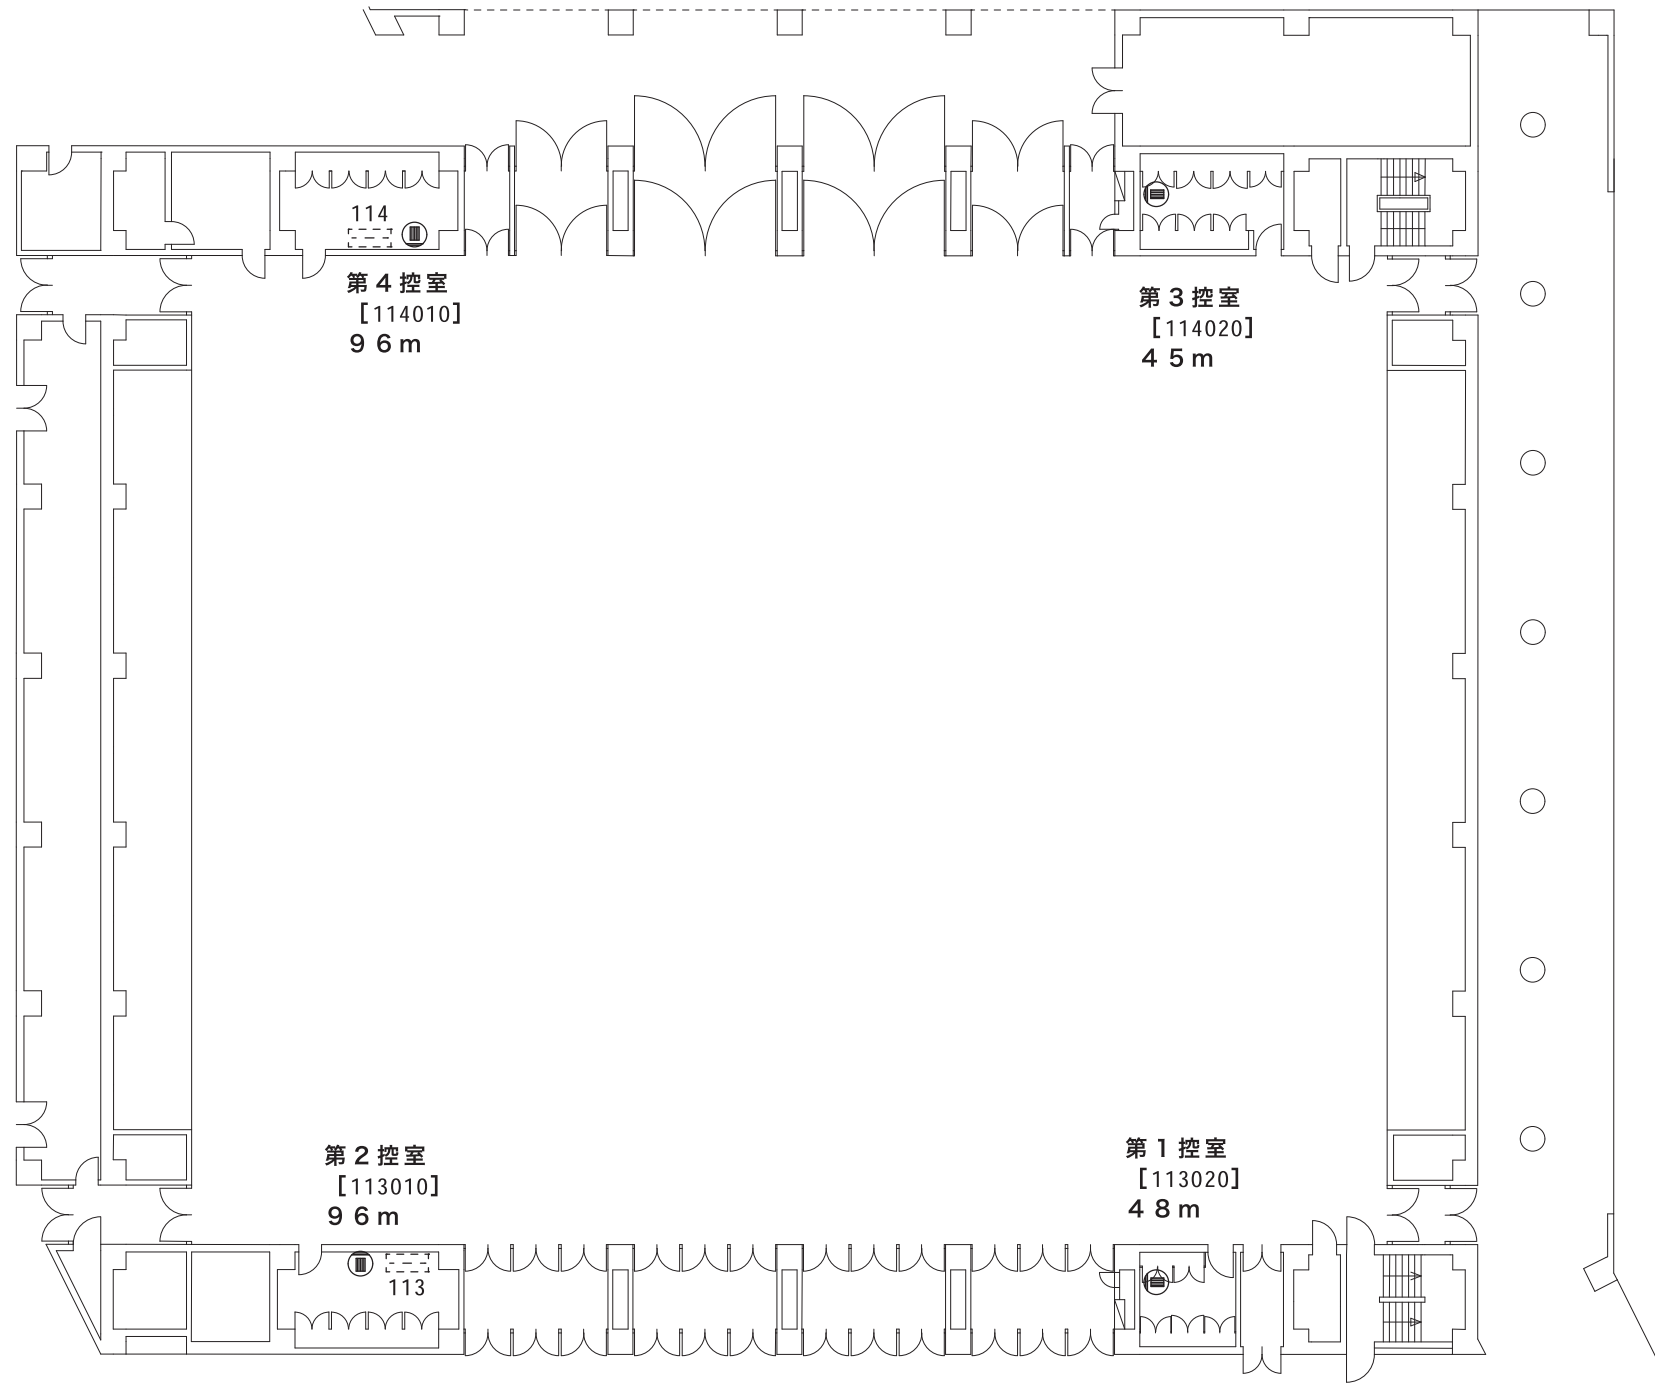 114
第４控室
［114010］
９６ｍ
第３控室
［114020］
４５ｍ
第２控室
［113010］
９６ｍ
113
第１控室
［113020］
４８ｍ